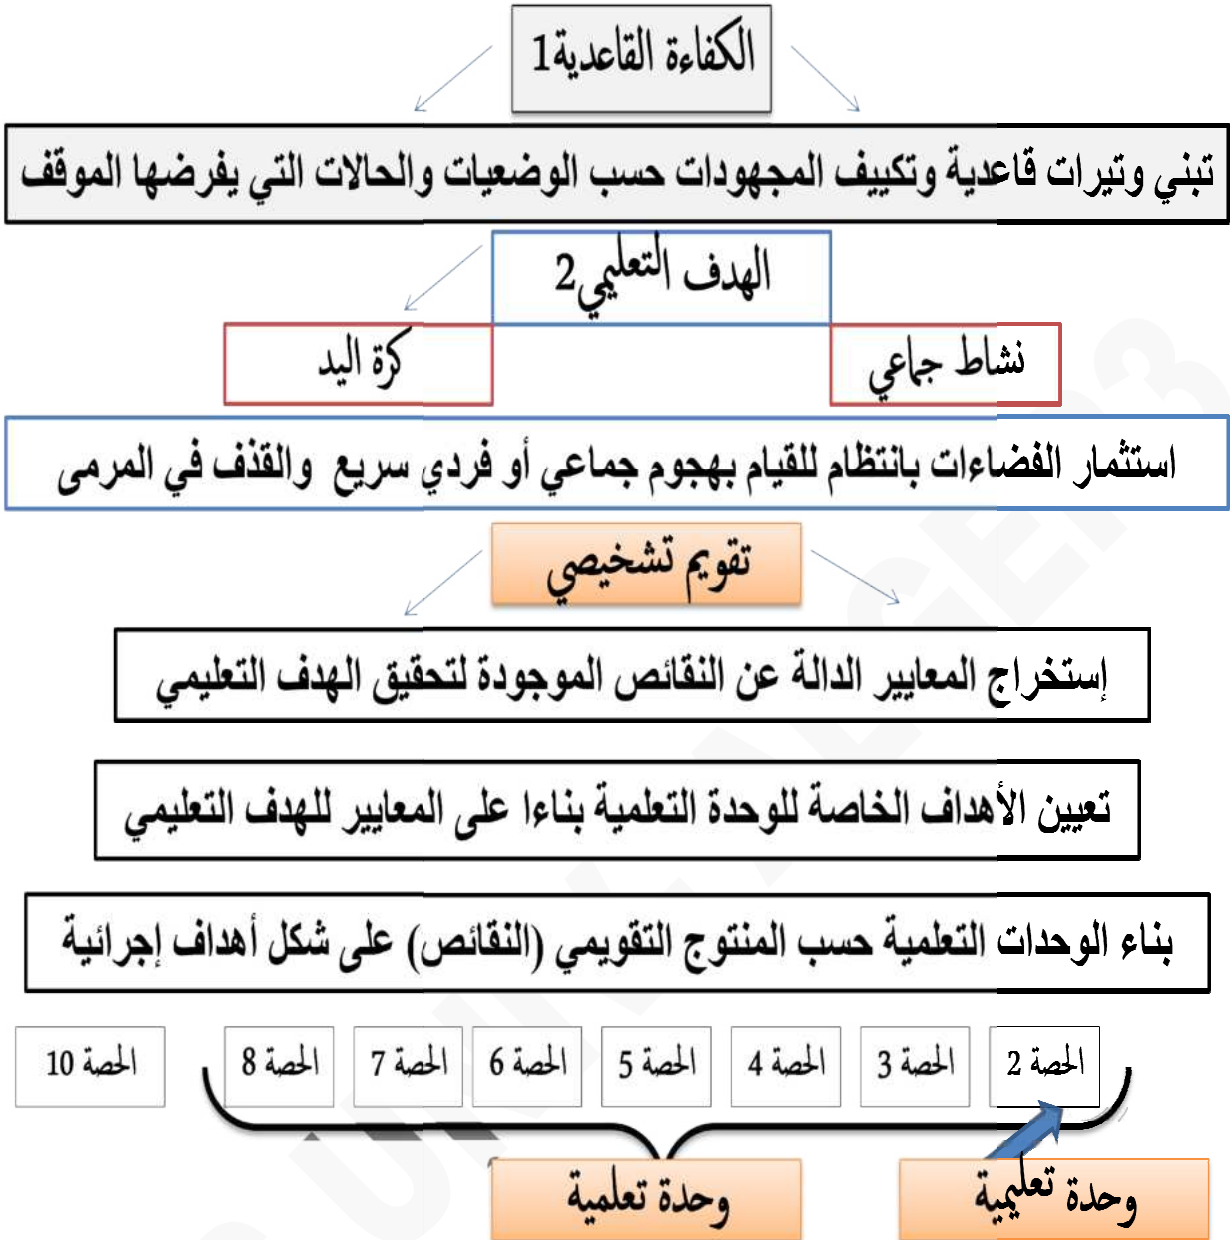 الكفاءة القاعدية1
تبني وتيرات قاعدية وتكييف المجهودات حسب الوضعيات والحالات التي يفرضها الموقف
الهدف التعليمي2
نشاط جماعي
كرة اليد
استثمار الفضاءات بانتظام للقيام بهجوم جماعي أو فردي سريع والقذف في المرمى
تقويم تشخيصي
إستخراج المعايير الدالة عن النقائص الموجودة لتحقيق الهدف التعليمي
تعيين الأهداف الخاصة للوحدة التعلمية بناءا على المعايير للهدف التعليمي
بناء الوحدات التعلمية حسب المنتوج التقويمي (النقائص) على شكل أهداف إجرائية
الحصة 2
الحصة 3
الحصة 4
الحصة 5
الحصة 6
الحصة 7
الحصة 8
الحصة 10
وحدة تعليمية
وحدة تعلمية